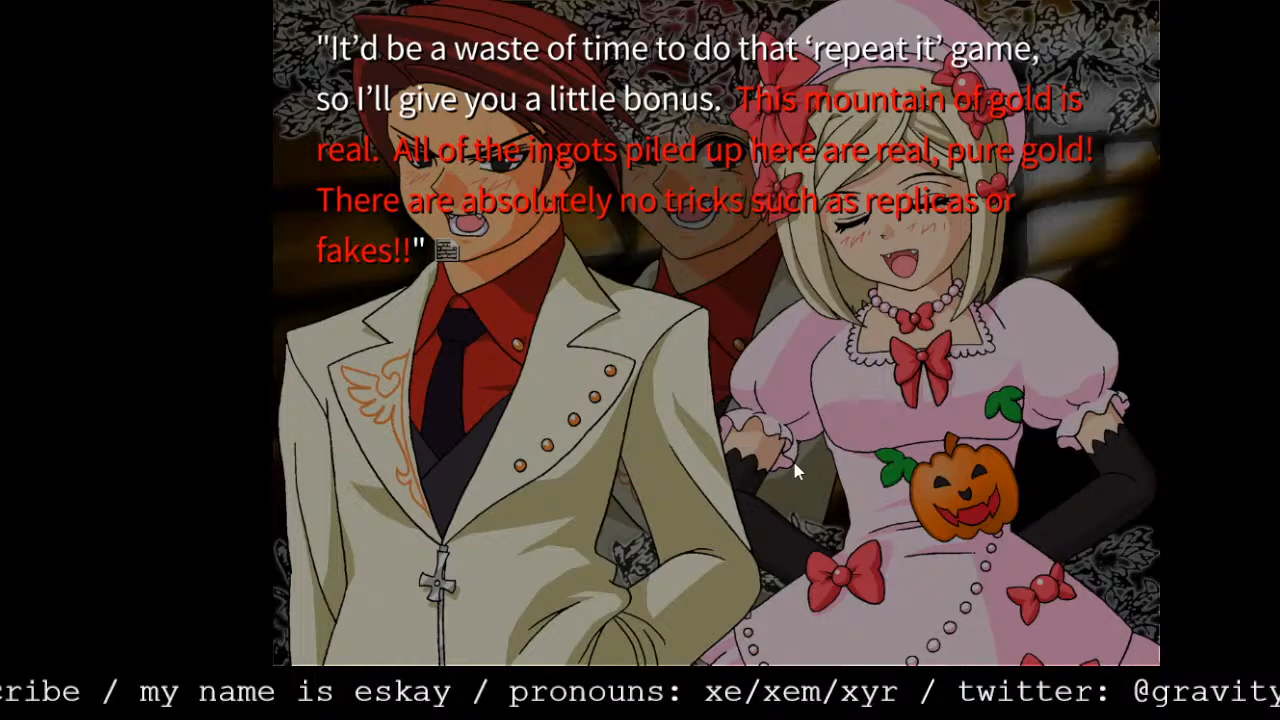 "It’d be a waste of time to do that ‘repeat it’ game,
so I’ll give you a little bonus.  This mountain of gold is
real.  All of the ingots piled up here are real, pure gold!
There are absolutely no tricks such as replicas or
fakes!!"
cribe / my name is eskay / pronouns: xe/xem/xyr / twitter: @gravity